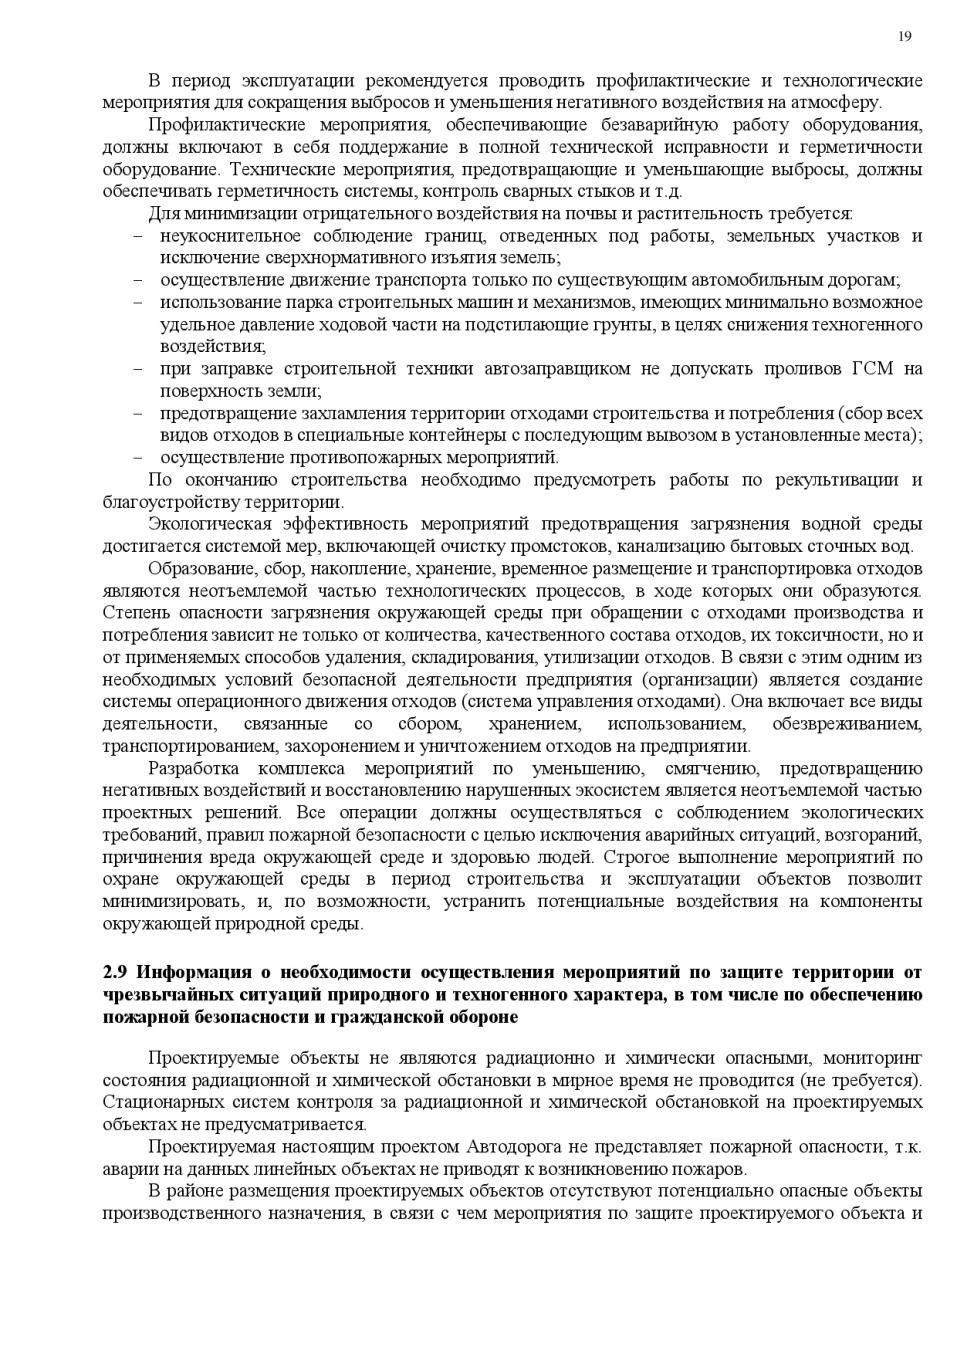 19
В период эксплуатации рекомендуется проводить профилактические и технологические
мероприятия для сокращения выбросов и уменьшения негативного воздействия на атмосферу.
Профилактические мероприятия, обеспечивающие безаварийную работу оборудования,
должны включают в себя поддержание в полной технической исправности и герметичности
оборудование. Технические мероприятия, предотвращающие и уменьшающие выбросы, должны
обеспечивать герметичность системы, контроль сварных стыков и т.д.
Для минимизации отрицательного воздействия на почвы и растительность требуется:
– неукоснительное соблюдение границ, отведенных под работы, земельных участков и
исключение сверхнормативного изъятия земель;
– осуществление движение транспорта только по существующим автомобильным дорогам;
– использование парка строительных машин и механизмов, имеющих минимально возможное
удельное давление ходовой части на подстилающие грунты, в целях снижения техногенного
воздействия;
– при заправке строительной техники автозаправщиком не допускать проливов ГСМ на
поверхность земли;
– предотвращение захламления территории отходами строительства и потребления (сбор всех
видов отходов в специальные контейнеры с последующим вывозом в установленные места);
– осуществление противопожарных мероприятий.
По окончанию строительства необходимо предусмотреть работы по рекультивации и
благоустройству территории.
Экологическая эффективность мероприятий предотвращения загрязнения водной среды
достигается системой мер, включающей очистку промстоков, канализацию бытовых сточных вод.
Образование, сбор, накопление, хранение, временное размещение и транспортировка отходов
являются неотъемлемой частью технологических процессов, в ходе которых они образуются.
Степень опасности загрязнения окружающей среды при обращении с отходами производства и
потребления зависит не только от количества, качественного состава отходов, их токсичности, но и
от применяемых способов удаления, складирования, утилизации отходов. В связи с этим одним из
необходимых условий безопасной деятельности предприятия (организации) является создание
системы операционного движения отходов (система управления отходами). Она включает все виды
деятельности, связанные со сбором, хранением, использованием, обезвреживанием,
транспортированием, захоронением и уничтожением отходов на предприятии.
Разработка комплекса мероприятий по уменьшению, смягчению, предотвращению
негативных воздействий и восстановлению нарушенных экосистем является неотъемлемой частью
проектных решений. Все операции должны осуществляться с соблюдением экологических
требований, правил пожарной безопасности с целью исключения аварийных ситуаций, возгораний,
причинения вреда окружающей среде и здоровью людей. Строгое выполнение мероприятий по
охране окружающей среды в период строительства и эксплуатации объектов позволит
минимизировать, и, по возможности, устранить потенциальные воздействия на компоненты
окружающей природной среды.
2.9 Информация о необходимости осуществления мероприятий по защите территории от
чрезвычайных ситуаций природного и техногенного характера, в том числе по обеспечению
пожарной безопасности и гражданской обороне
Проектируемые объекты не являются радиационно и химически опасными, мониторинг
состояния радиационной и химической обстановки в мирное время не проводится (не требуется).
Стационарных систем контроля за радиационной и химической обстановкой на проектируемых
объектах не предусматривается.
Проектируемая настоящим проектом Автодорога не представляет пожарной опасности, т.к.
аварии на данных линейных объектах не приводят к возникновению пожаров.
В районе размещения проектируемых объектов отсутствуют потенциально опасные объекты
производственного назначения, в связи с чем мероприятия по защите проектируемого объекта и